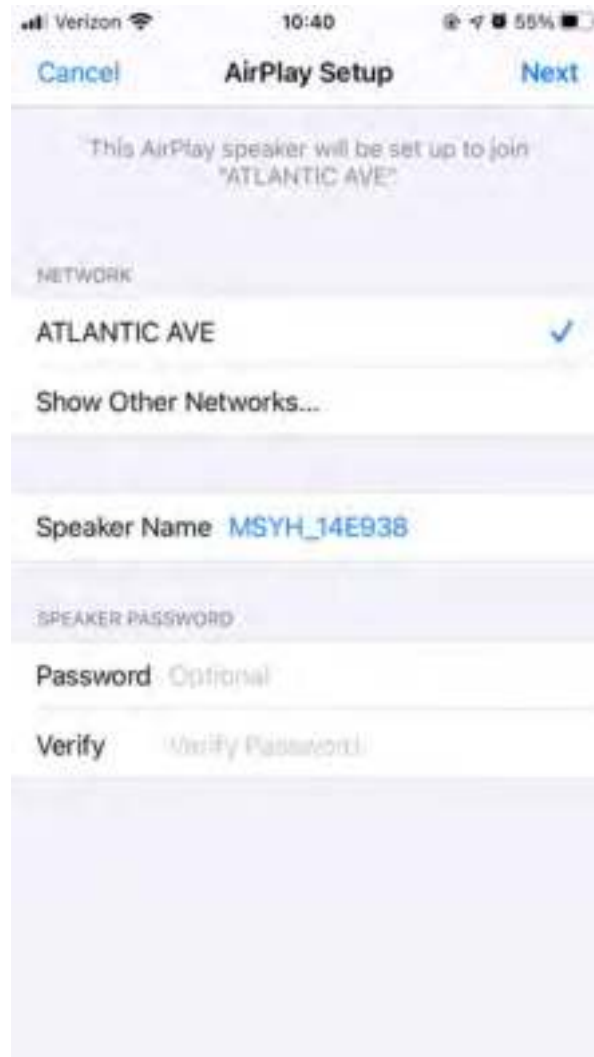 Verizon 10:40 55%
Cancel AirPlay Setup Next
This AirPlay speaker will be set up to join
"ATLANTIC AVE"
NETWORK
ATLANTIC AVE
Show Other Networks...
Speaker Name MSYH_14E938
SPEAKER PASSWORD
Password Optional
Verify Verify Password